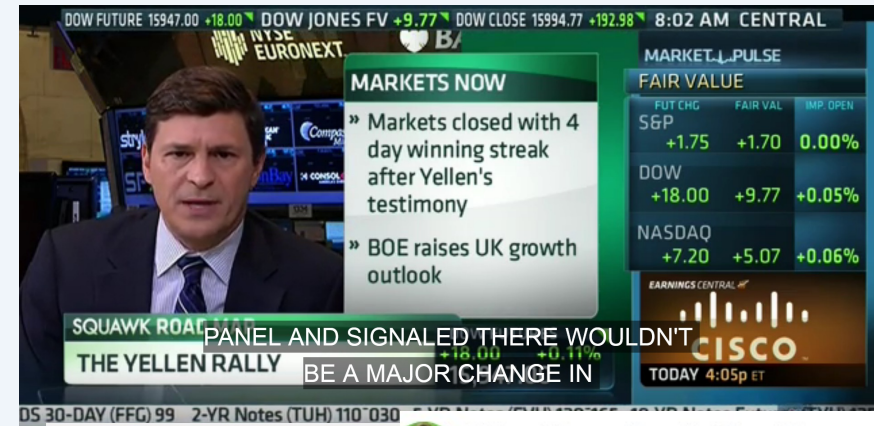 DOW FUTURE 15947.00 +18.00 DOW JONES FV +9.77 DOW CLOSE 15994.77 +192.98 8:02 AM CENTRAL
NYSE
EURONEXT
MARKET PULSE
FAIR VALUE
FUT CHG FAIR VAL IMP. OPEN
S&P
+1.75 +1.70 0.00%
DOW
+18.00 +9.77 +0.05%
NASDAQ
+7.20 +5.07 +0.06%
MARKETS NOW
» Markets closed with 4
day winning streak
after Yellen's
testimony
» BOE raises UK growth
outlook
EARNINGS CENTRAL
CISCO
TODAY 4:05p ET
SQUAWK ROAD MAP
THE YELLEN RALLY
+18.00 +0.11%
PANEL AND SIGNALED THERE WOULDN'T
BE A MAJOR CHANGE IN
DS 30-DAY (FFG) 99 2-YR Notes (TUH) 110~030